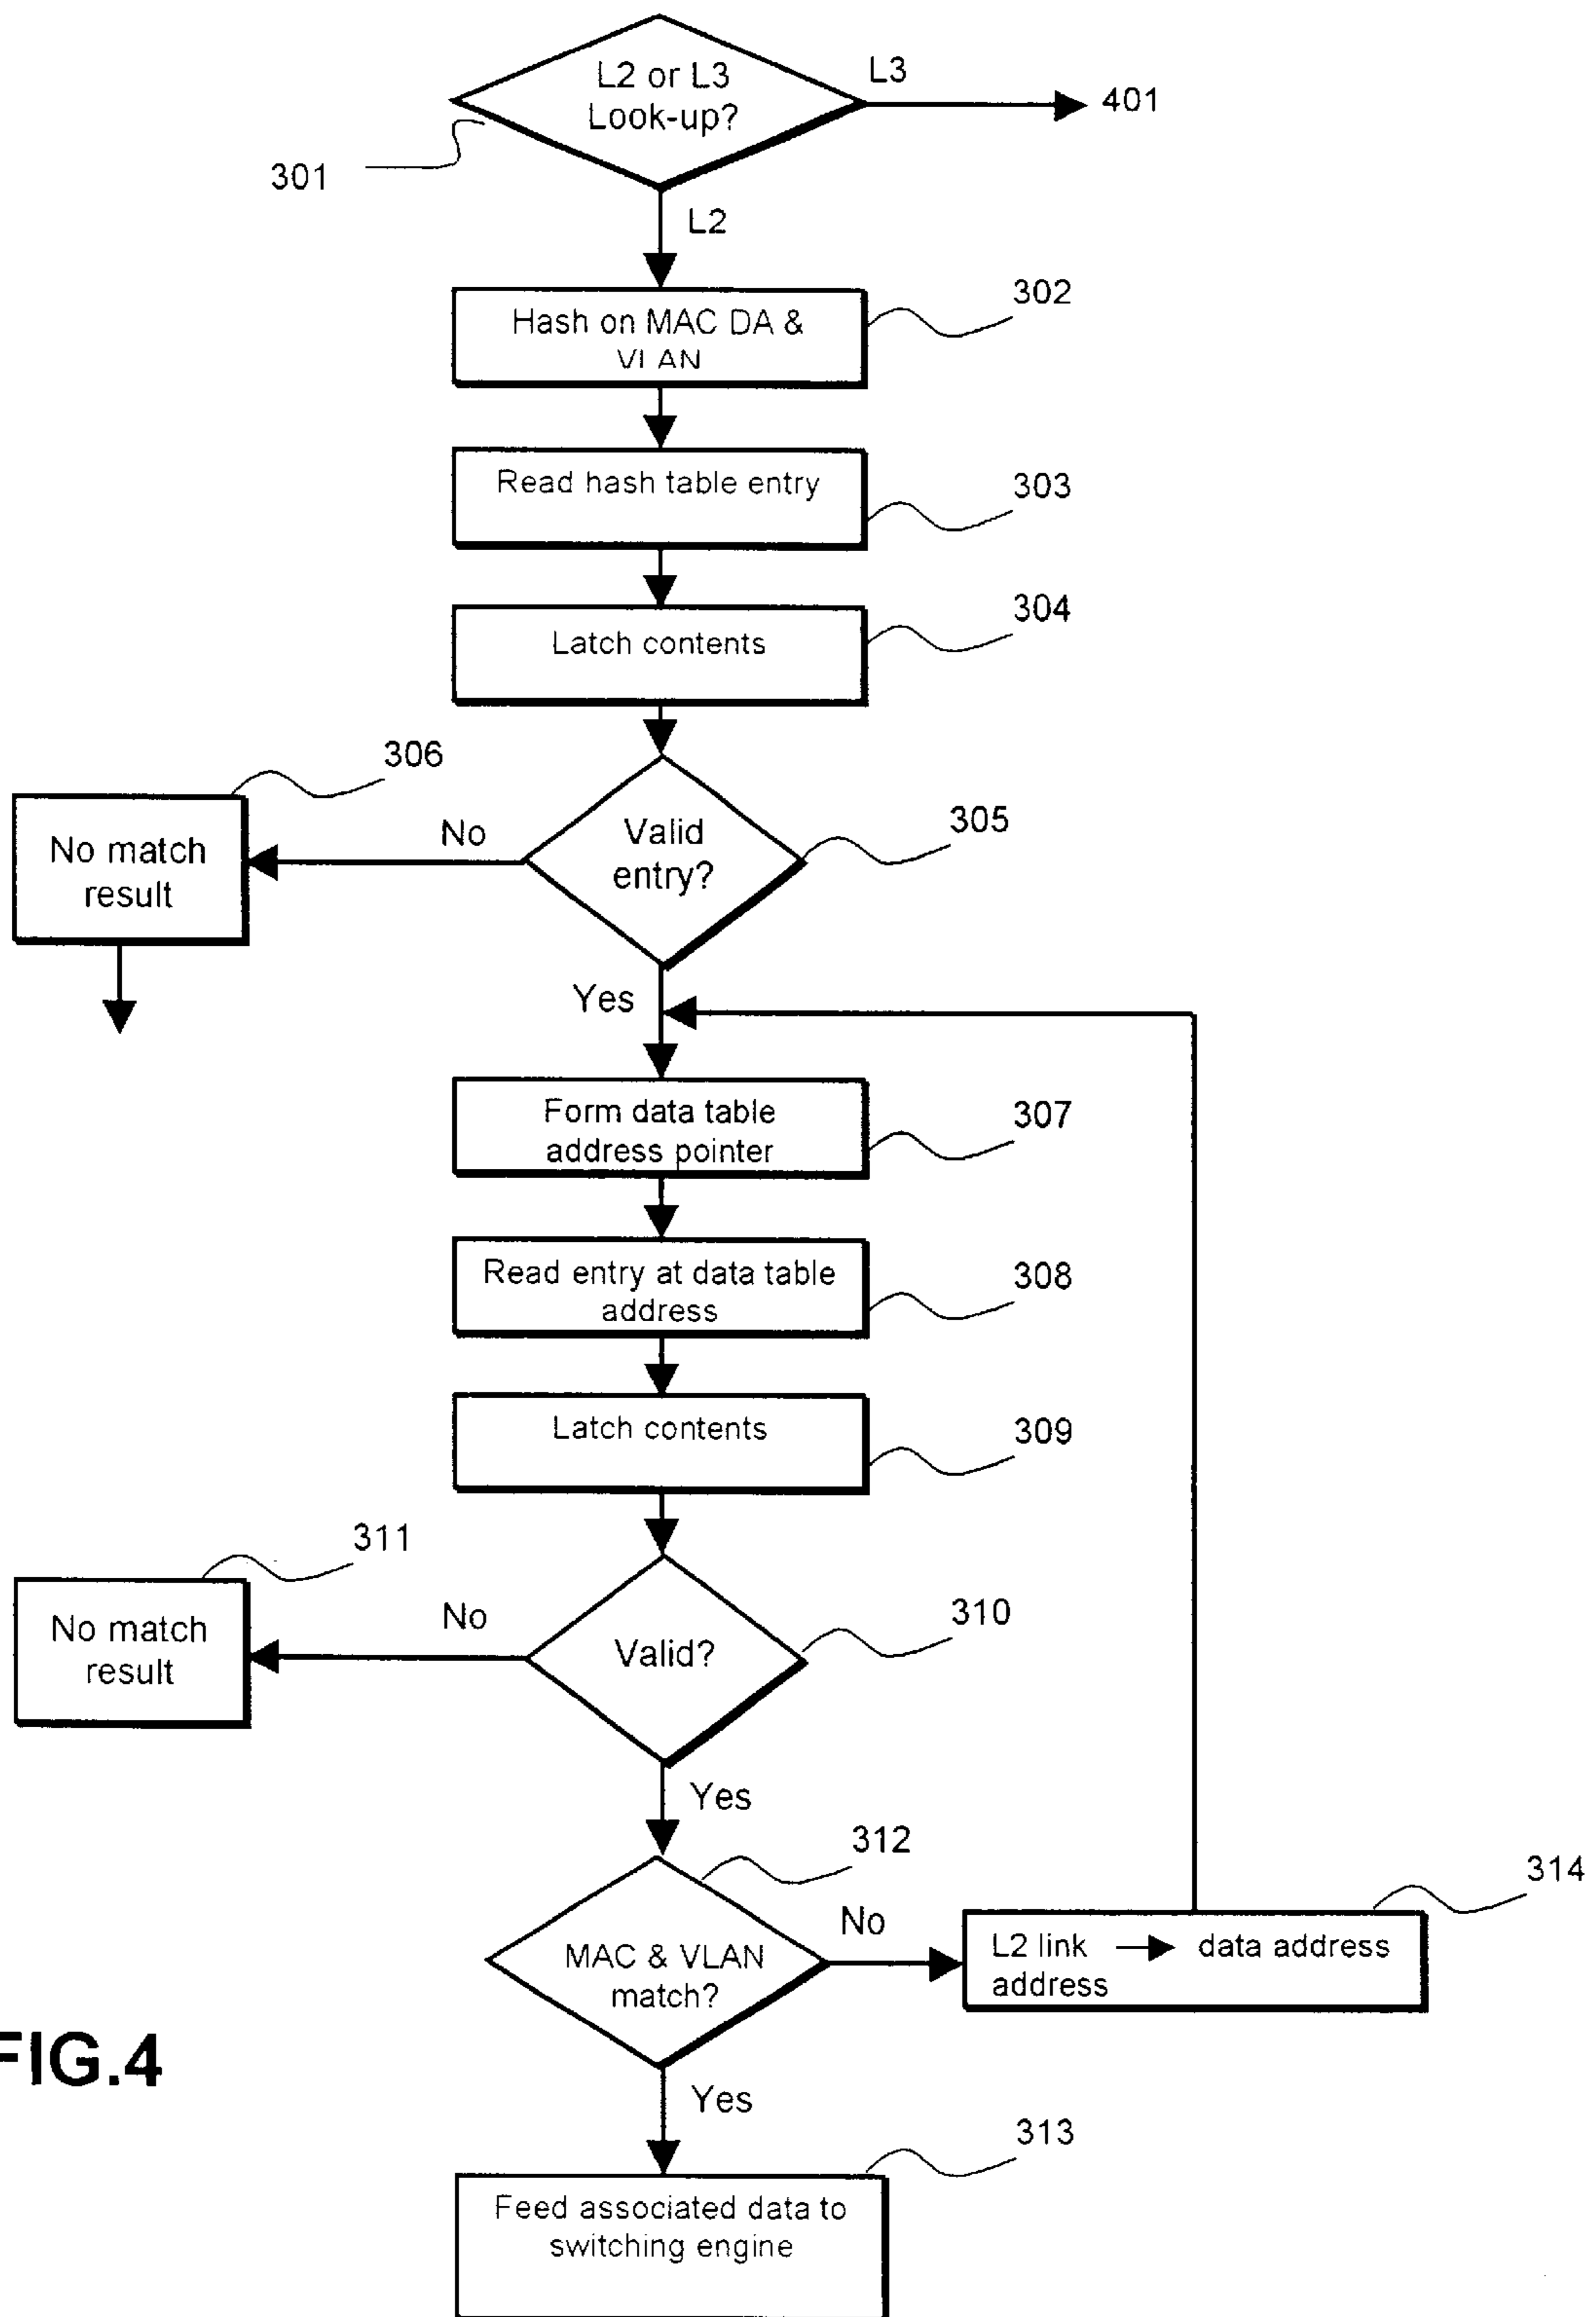 L2 or L3
Look-up?
L3
401
301
L2
Hash on MAC DA &
VLAN
302
Read hash table entry
303
Latch contents
304
306
No match
result
No
Valid
entry?
305
Yes
Form data table
address pointer
307
Read entry at data table
address
308
Latch contents
309
311
No match
result
No
Valid?
310
Yes
312
MAC & VLAN
match?
No
314
L2 link data address
address
FIG.4
Yes
313
Feed associated data to
switching engine